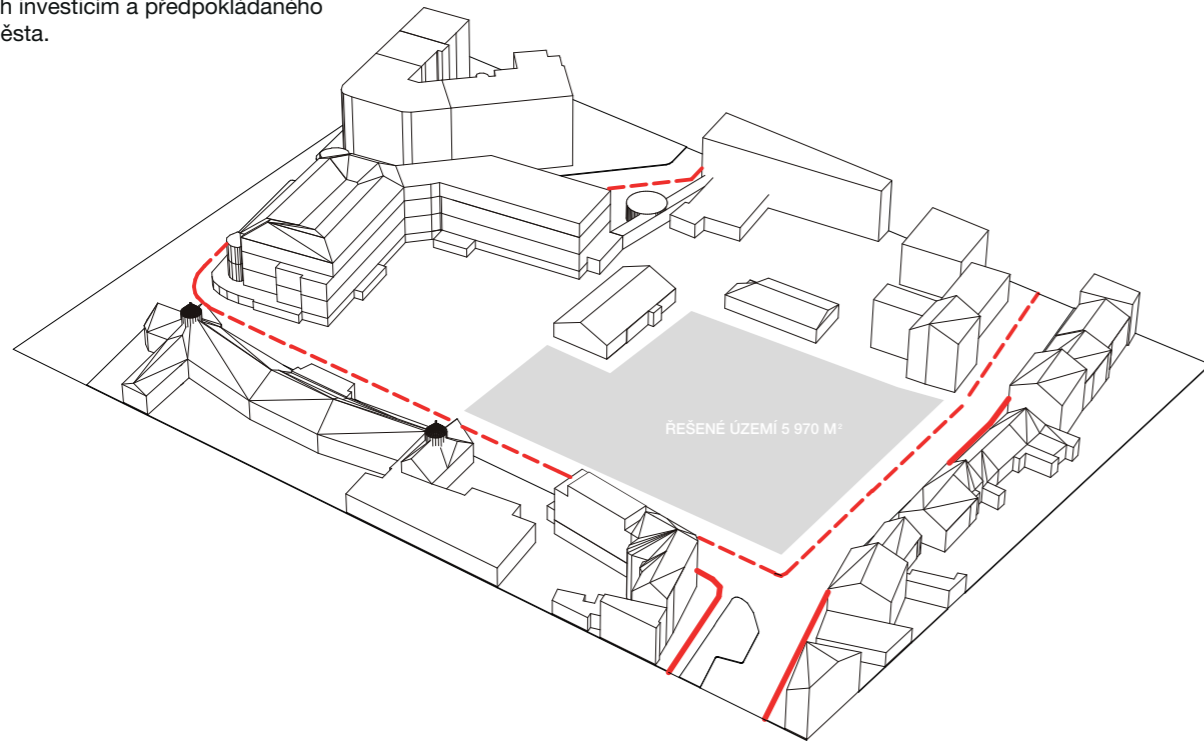 h investicím a předpokládaného
ěsta.
ŘEŠENÉ ÚZEMÍ 5 970 M²